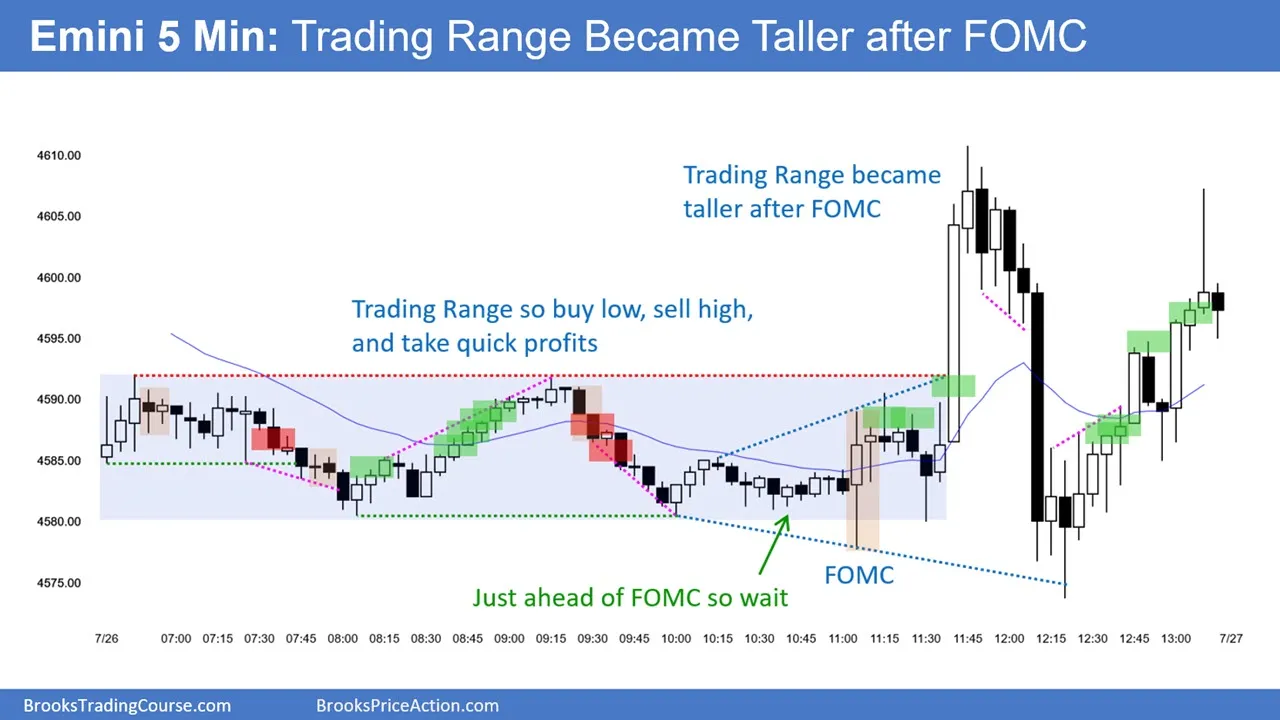 Emini 5 Min: Trading Range Became Taller after FOMC
4610.00
4605.00
4600.00
4595.00
4590.00
4585.00
4580.00
4575.00
Trading Range became
taller after FOMC
Trading Range so buy low, sell high,
and take quick profits
FOMC
Just ahead of FOMC so wait
7/26 07:00 07:15 07:30 07:45 08:00 08:15 08:30 08:45 09:00 09:15 09:30 09:45 10:00 10:15 10:30 10:45 11:00 11:15 11:30 11:45 12:00 12:15 12:30 12:45 13:00 7/27
BrooksTradingCourse.com BrooksPriceAction.com